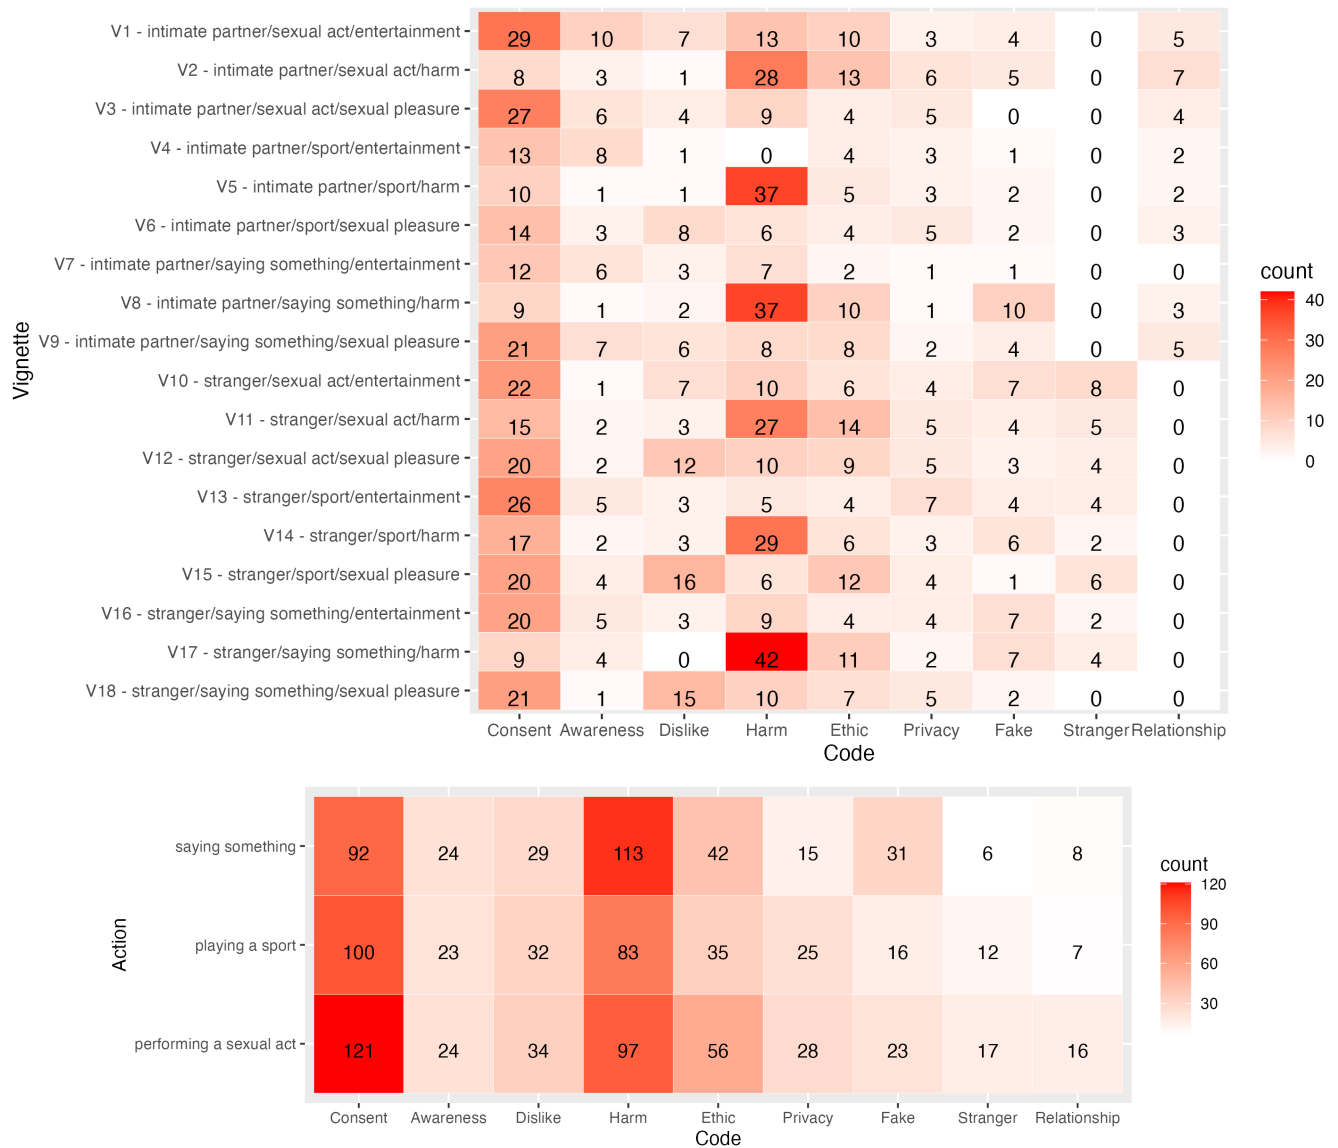 V1 - intimate partner/sexual act/entertainment 29 10 7 13 10 3 4 0 5
V2 - intimate partner/sexual act/harm 8 3 1 28 13 6 5 0 7
V3 - intimate partner/sexual act/sexual pleasure 27 6 4 9 4 5 0 0 4
V4 - intimate partner/sport/entertainment 13 8 1 0 4 3 1 0 2
V5 - intimate partner/sport/harm 10 1 1 37 5 3 2 0 2
V6 - intimate partner/sport/sexual pleasure 14 3 8 6 4 5 2 0 3
V7 - intimate partner/saying something/entertainment 12 6 3 7 2 1 1 0 0
V8 - intimate partner/saying something/harm 9 1 2 37 10 1 10 0 3
V9 - intimate partner/saying something/sexual pleasure 21 7 6 8 8 2 4 0 5
V10 - stranger/sexual act/entertainment 22 1 7 10 6 4 7 8 0
V11 - stranger/sexual act/harm 15 2 3 27 14 5 4 5 0
V12 - stranger/sexual act/sexual pleasure 20 2 12 10 9 5 3 4 0
V13 - stranger/sport/entertainment 26 5 3 5 4 7 4 4 0
V14 - stranger/sport/harm 17 2 3 29 6 3 6 2 0
V15 - stranger/sport/sexual pleasure 20 4 16 6 12 4 1 6 0
V16 - stranger/saying something/entertainment 20 5 3 9 4 4 7 2 0
V17 - stranger/saying something/harm 9 4 0 42 11 2 7 4 0
V18 - stranger/saying something/sexual pleasure 21 1 15 10 7 5 2 0 0
Consent Awareness Dislike Harm Ethic Privacy Fake Stranger Relationship
Code
Vignette
count
40
30
20
10
0
saying something 92 24 29 113 42 15 31 6 8
playing a sport 100 23 32 83 35 25 16 12 7
performing a sexual act 121 24 34 97 56 28 23 17 16
Consent Awareness Dislike Harm Ethic Privacy Fake Stranger Relationship
Code
Action
count
120
90
60
30